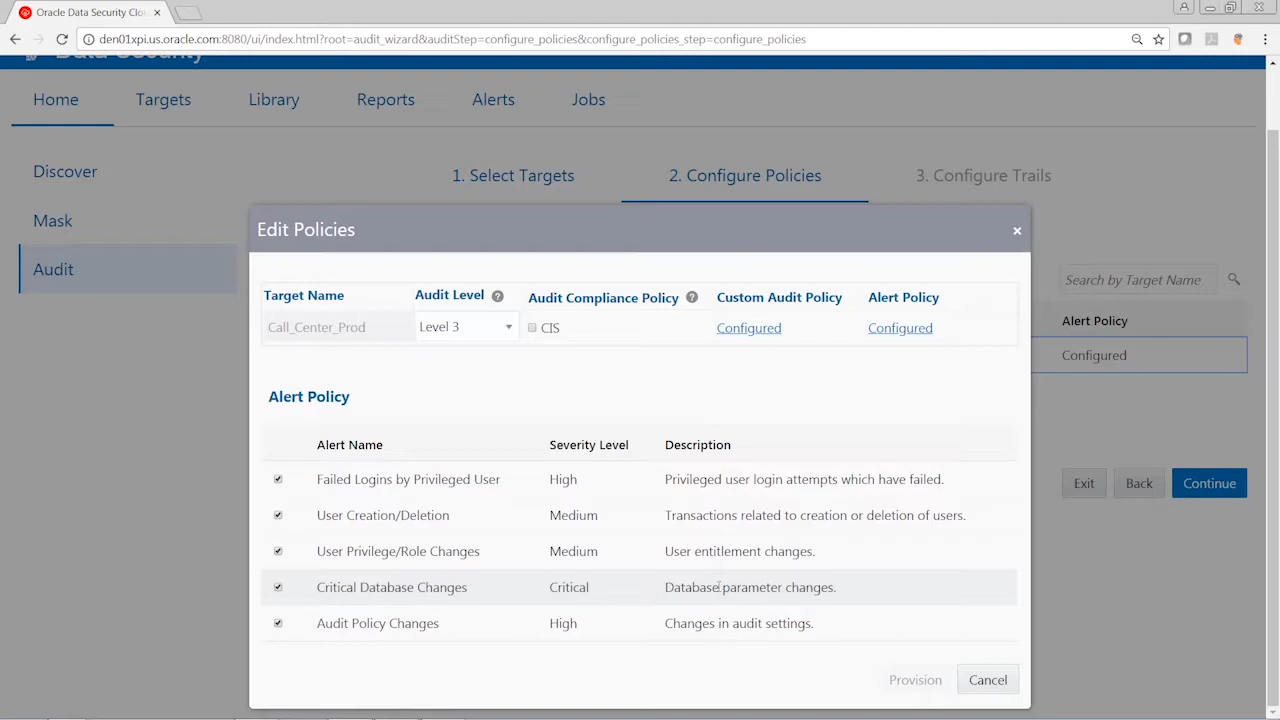 Oracle Data Security Clo
den01xpi.us.oracle.com:8080/ui/index.html?root=audit_wizard&auditStep=configure_policies&configure_policies_step=configure_policies
Data Security
Home Targets Library Reports Alerts Jobs
Discover
Mask
Audit
1. Select Targets 2. Configure Policies 3. Configure Trails
Search by Target Name
Alert Policy
Configured
Exit Back Continue
Edit Policies
Target Name Audit Level Audit Compliance Policy Custom Audit Policy Alert Policy
Call_Center_Prod Level 3 CIS Configured Configured
Alert Policy
Alert Name Severity Level Description
Failed Logins by Privileged User High Privileged user login attempts which have failed.
User Creation/Deletion Medium Transactions related to creation or deletion of users.
User Privilege/Role Changes Medium User entitlement changes.
Critical Database Changes Critical Database parameter changes.
Audit Policy Changes High Changes in audit settings.
Provision Cancel